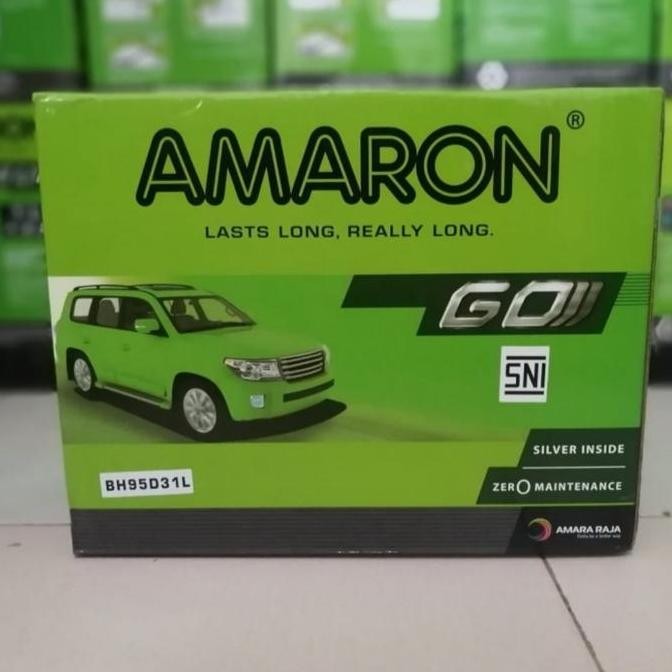 AMARON®
LASTS LONG, REALLY LONG.
GO
SNI
SILVER INSIDE
ZERO MAINTENANCE
BH95D31L
AMARA RAJA